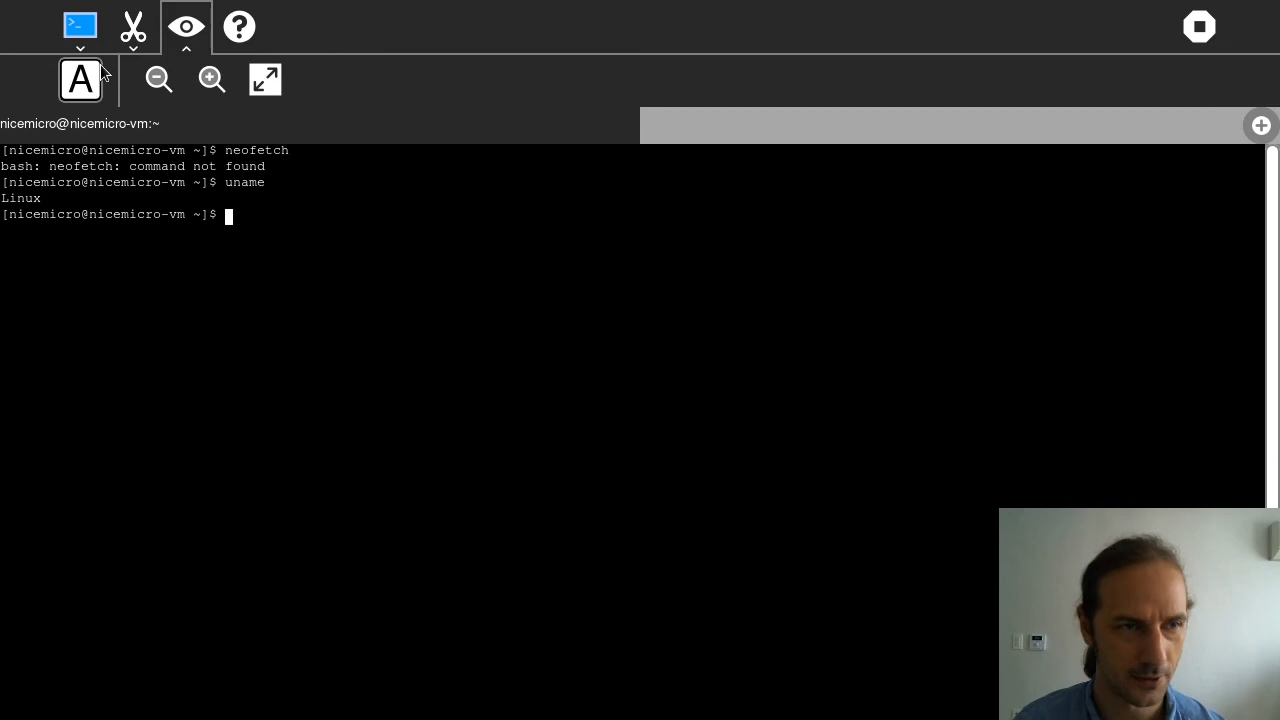 >_
?
A
nicemicro@nicemicro-vm:~
[nicemicro@nicemicro-vm ~]$ neofetch
bash: neofetch: command not found
[nicemicro@nicemicro-vm ~]$ uname
Linux
[nicemicro@nicemicro-vm ~]$